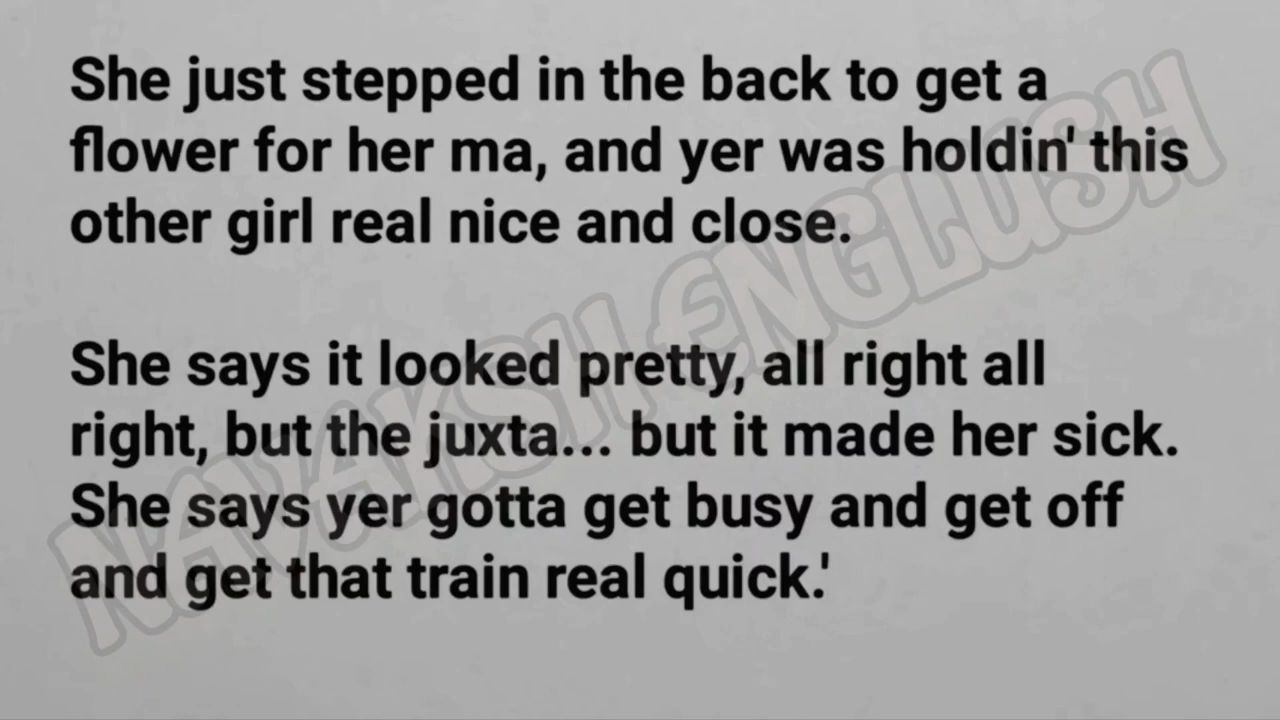 She just stepped in the back to get a
flower for her ma, and yer was holdin' this
other girl real nice and close.
She says it looked pretty, all right all
right, but the juxta... but it made her sick.
She says yer gotta get busy and get off
and get that train real quick.'
NAVAKSH ENGLUSH